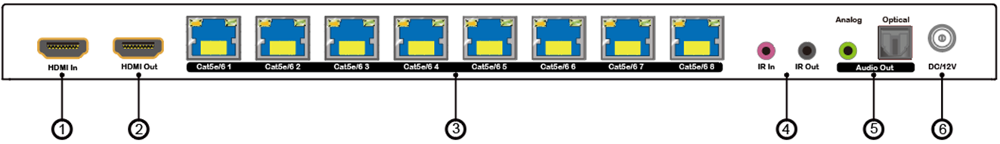 Analog Optical
HDMI In HDMI Out Cat5e/6 1 Cat5e/6 2 Cat5e/6 3 Cat5e/6 4 Cat5e/6 5 Cat5e/6 6 Cat5e/6 7 Cat5e/6 8 IR In IR Out Audio Out DC/12V
1 2 3 4 5 6